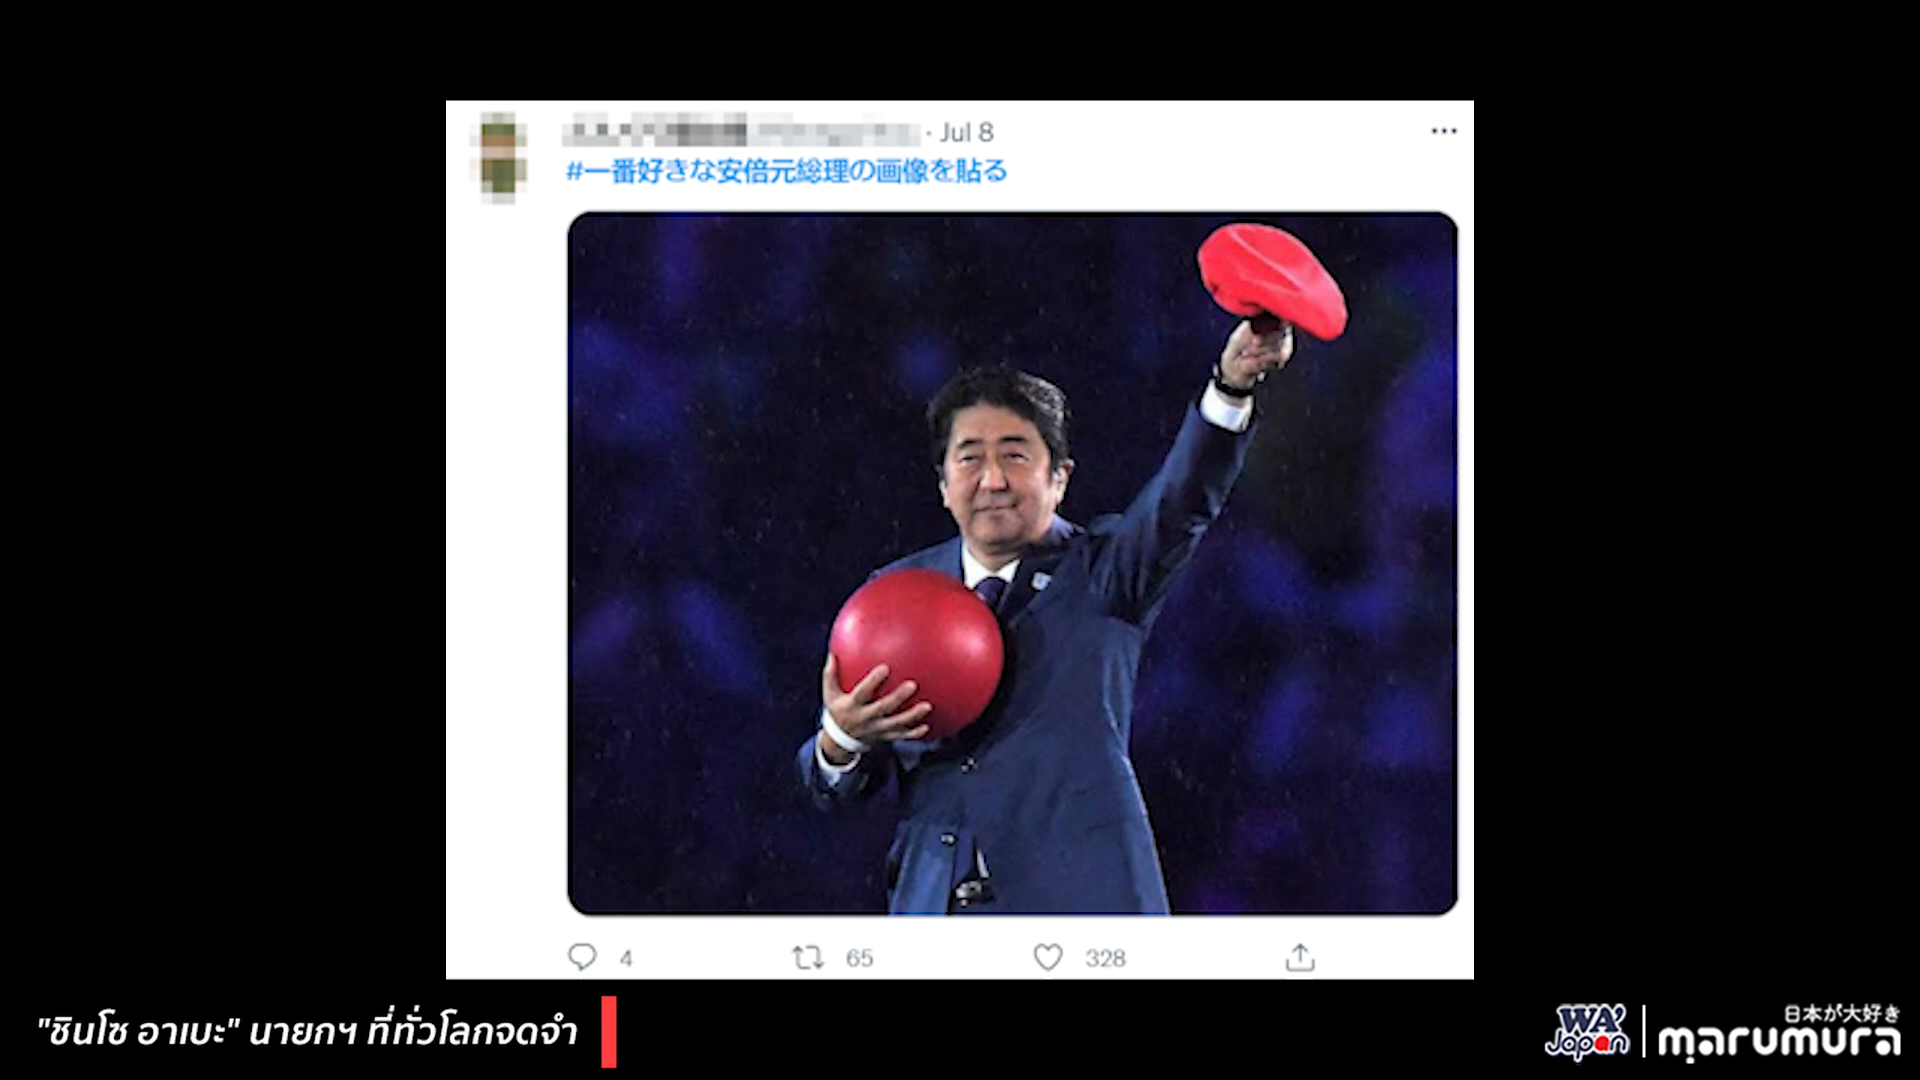 · Jul 8
#一番好きな安倍元総理の画像を貼る
4 65 328
"ชินโซ อาเบะ" นายกฯ ที่ทั่วโลกจดจำ
WA' Japan
日本が大好き
marumura